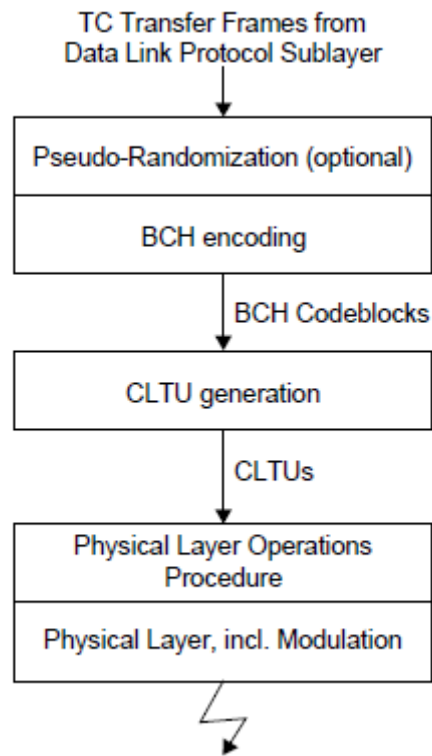 TC Transfer Frames from
Data Link Protocol Sublayer
Pseudo-Randomization (optional)
BCH encoding
BCH Codeblocks
CLTU generation
CLTUs
Physical Layer Operations
Procedure
Physical Layer, incl. Modulation